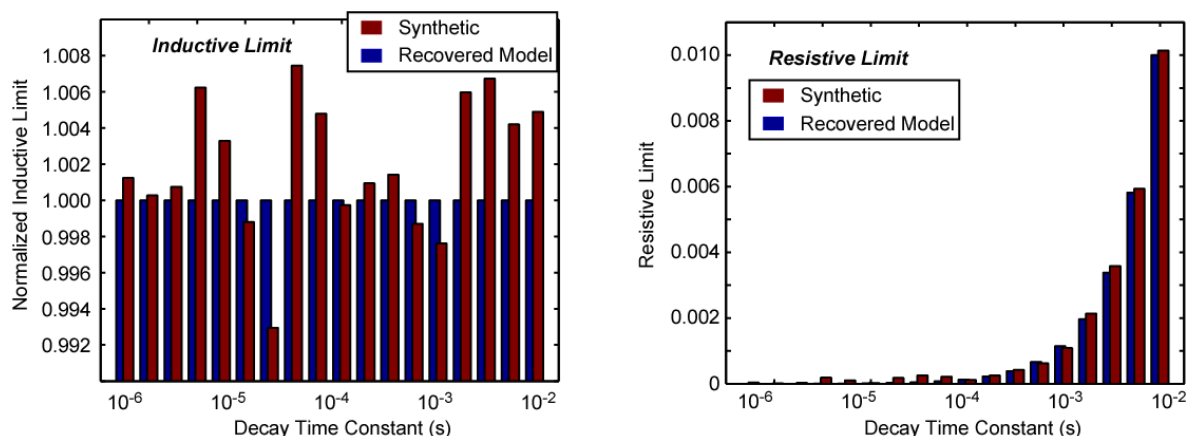 Inductive Limit
Synthetic
Recovered Model
Normalized Inductive Limit
1.008
1.006
1.004
1.002
1.000
0.998
0.996
0.994
0.992
10-6
10-5
10-4
10-3
10-2
Decay Time Constant (s)
Resistive Limit
Synthetic
Recovered Model
Resistive Limit
0.010
0.008
0.006
0.004
0.002
0
10-6
10-5
10-4
10-3
10-2
Decay Time Constant (s)